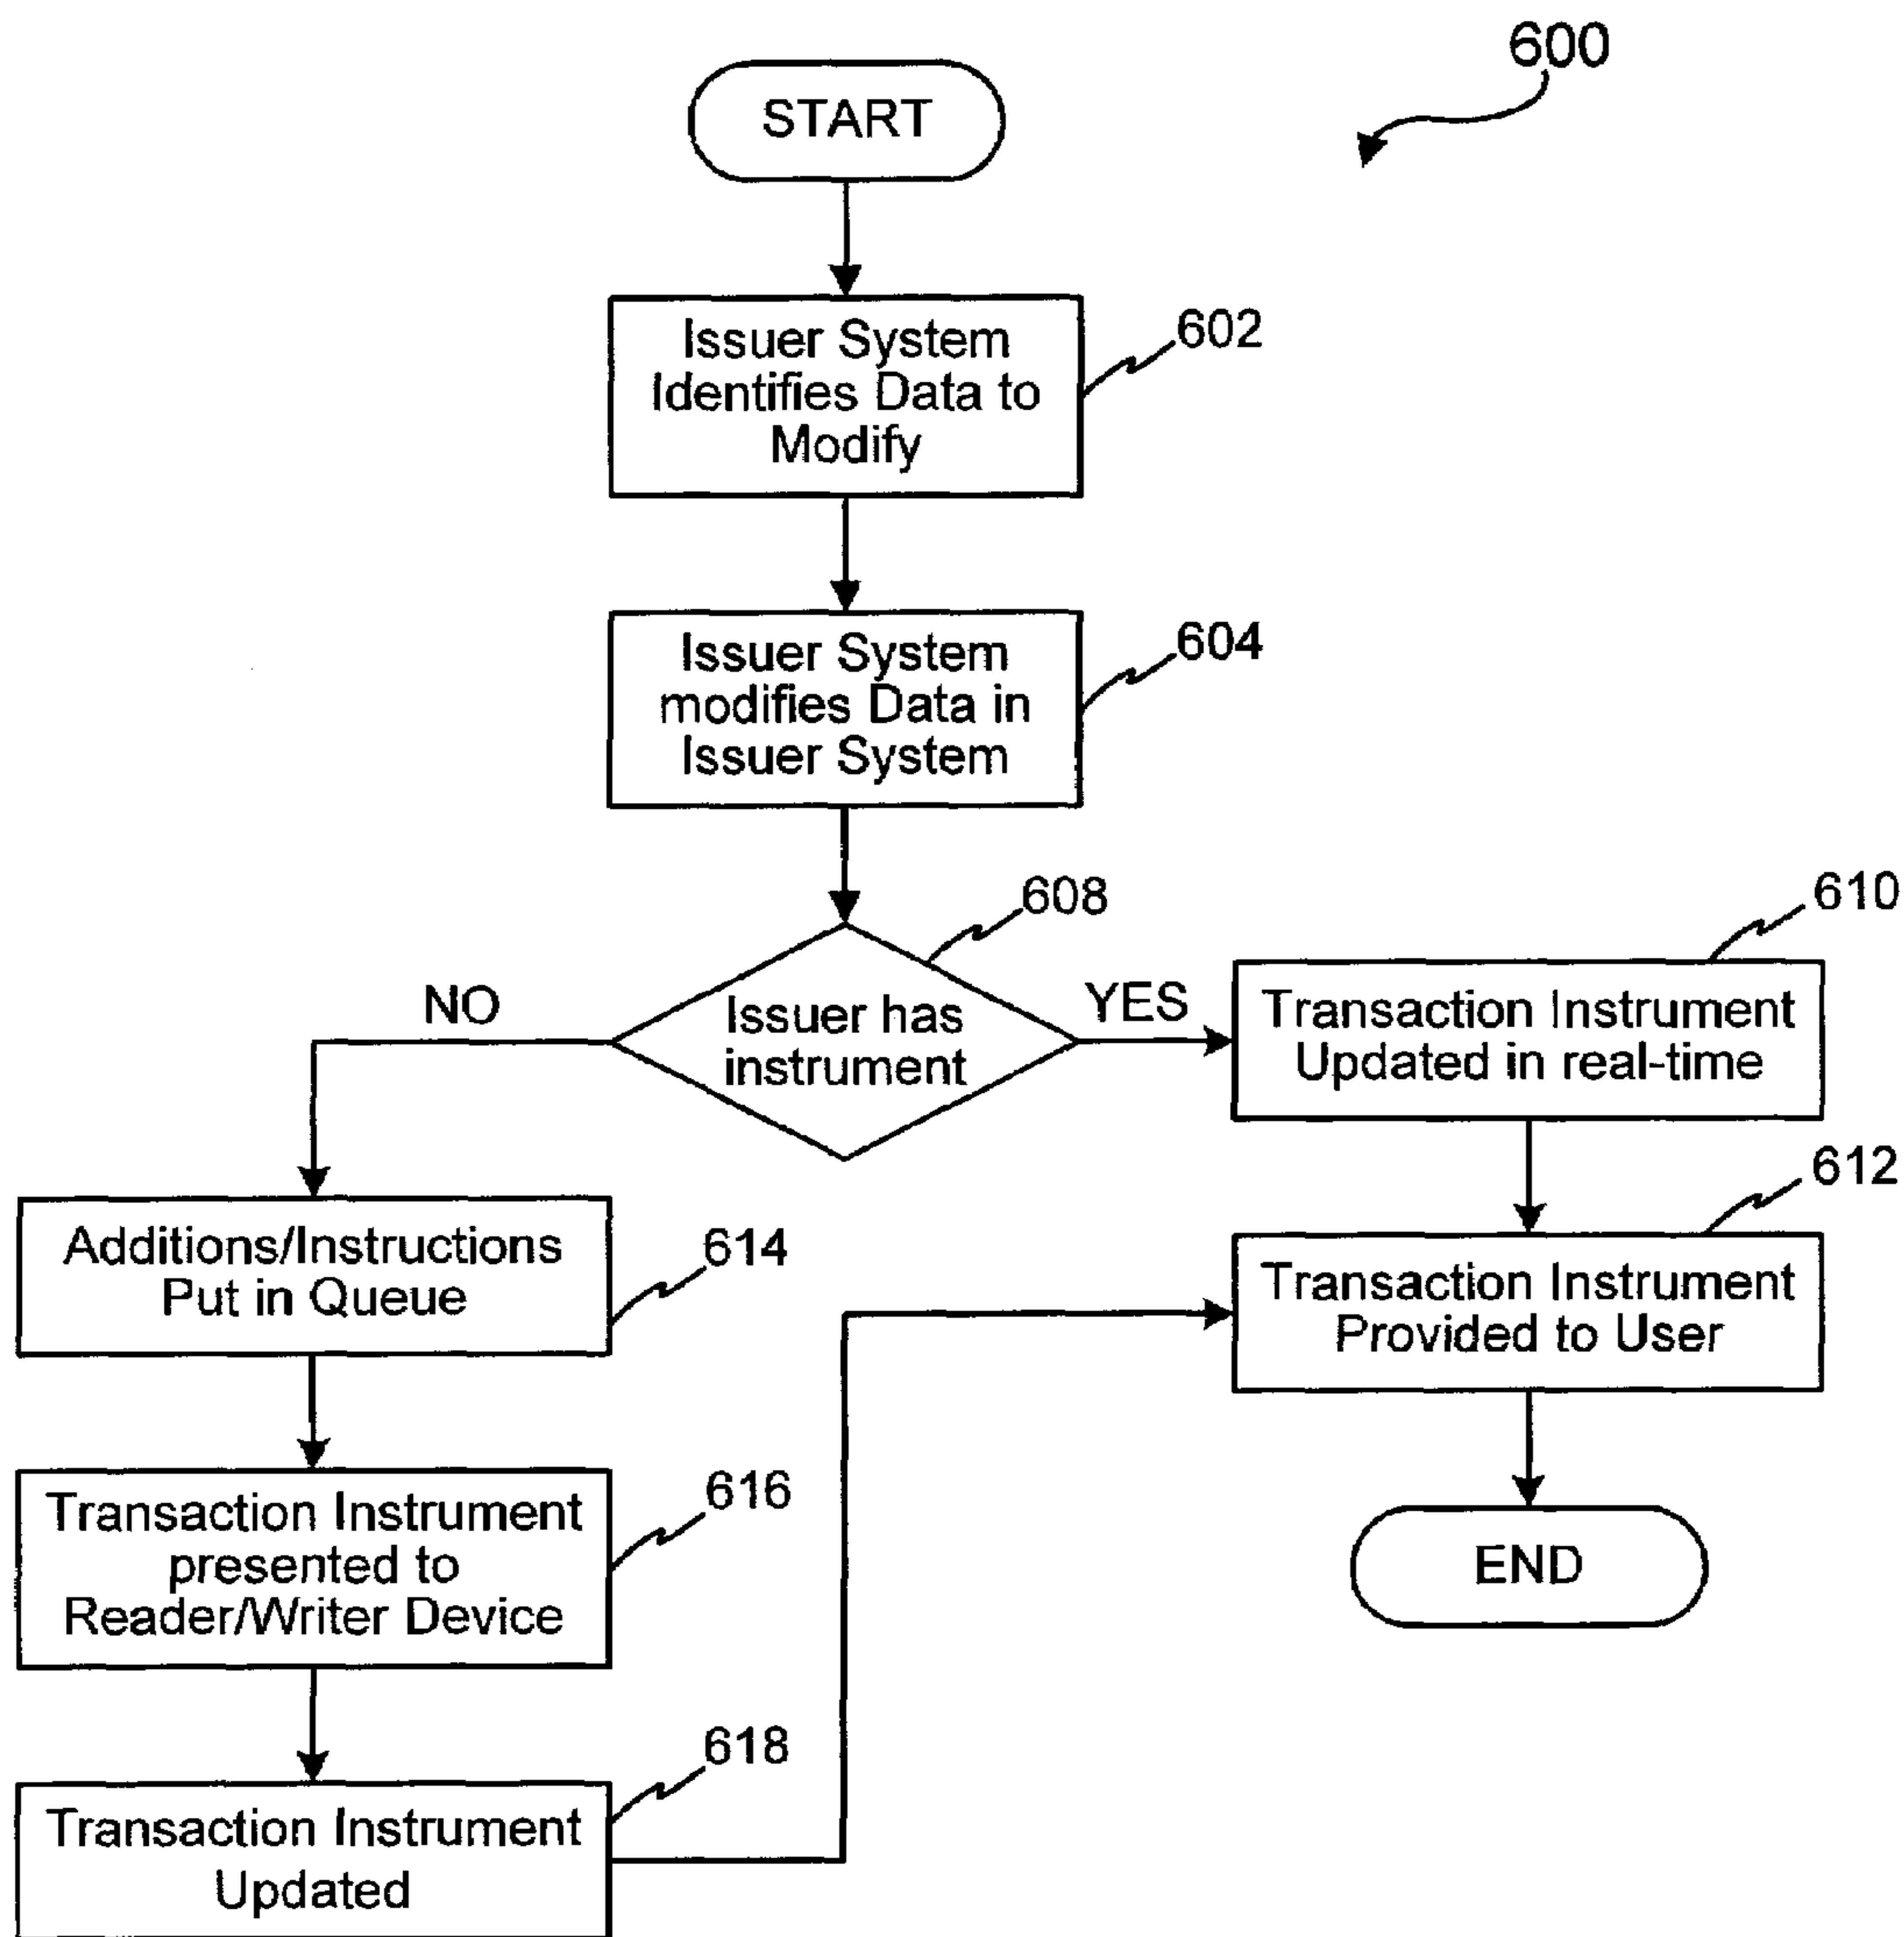 600
START
Issuer System
Identifies Data to
Modify
602
Issuer System
modifies Data in
Issuer System
604
608
Issuer has
instrument
NO
YES
610
Transaction Instrument
Updated in real-time
612
Transaction Instrument
Provided to User
END
Additions/Instructions
Put in Queue
614
Transaction Instrument
presented to
Reader/Writer Device
616
Transaction Instrument
Updated
618